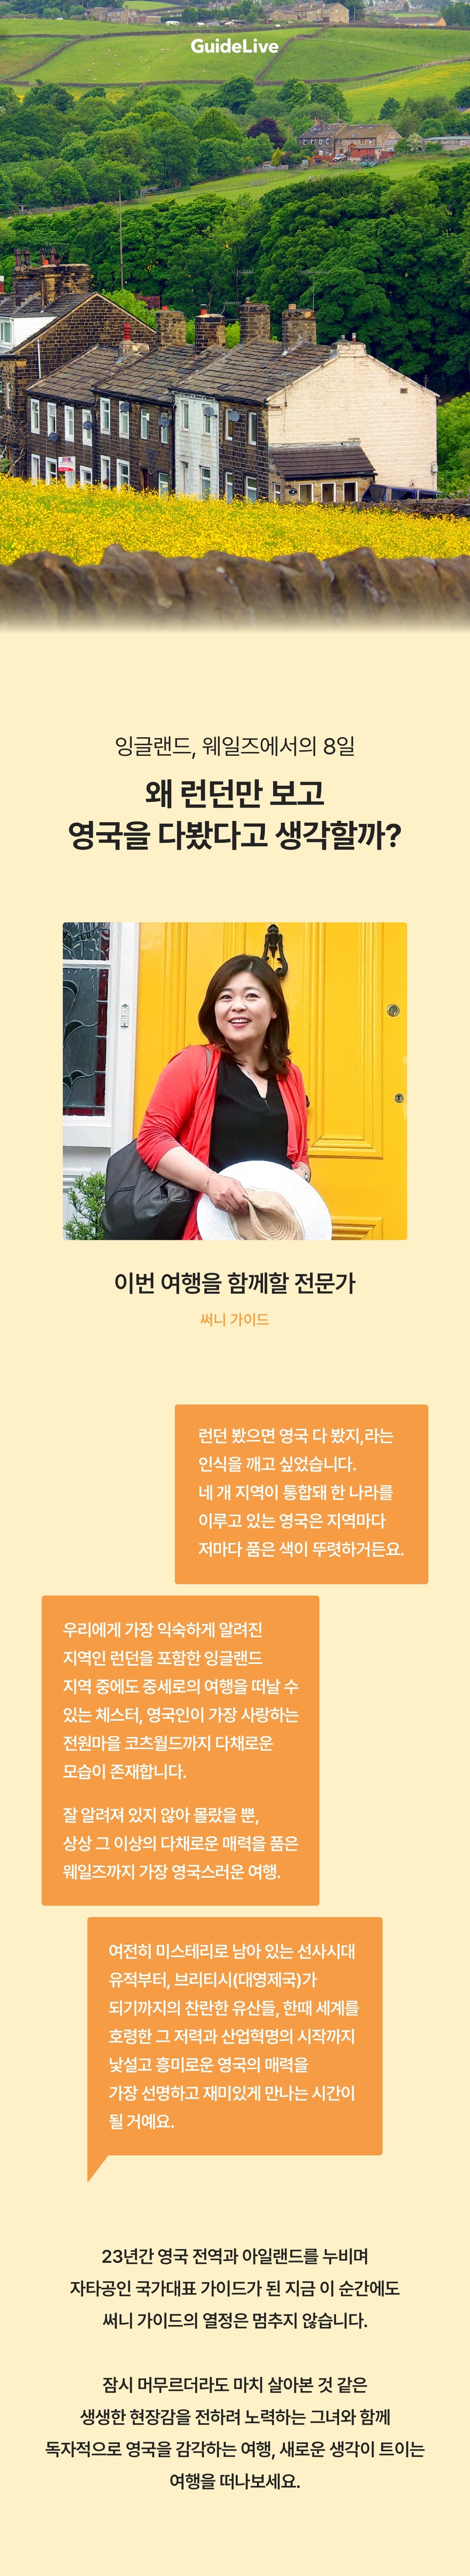 GuideLive
잉글랜드, 웨일즈에서의 8일
왜 런던만 보고
영국을 다봤다고 생각할까?
이번 여행을 함께할 전문가
써니 가이드
런던 봤으면 영국 다 봤지,라는
인식을 깨고 싶었습니다.
네 개 지역이 통합돼 한 나라를
이루고 있는 영국은 지역마다
저마다 품은 색이 뚜렷하거든요.
우리에게 가장 익숙하게 알려진
지역인 런던을 포함한 잉글랜드
지역 중에도 중세로의 여행을 떠날 수
있는 체스터, 영국인이 가장 사랑하는
전원마을 코츠월드까지 다채로운
모습이 존재합니다.
잘 알려져 있지 않아 몰랐을 뿐,
상상 그 이상의 다채로운 매력을 품은
웨일즈까지 가장 영국스러운 여행.
여전히 미스테리로 남아 있는 선사시대
유적부터, 브리티시(대영제국)가
되기까지의 찬란한 유산들, 한때 세계를
호령한 그 저력과 산업혁명의 시작까지
낯설고 흥미로운 영국의 매력을
가장 선명하고 재미있게 만나는 시간이
될 거예요.
23년간 영국 전역과 아일랜드를 누비며
자타공인 국가대표 가이드가 된 지금 이 순간에도
써니 가이드의 열정은 멈추지 않습니다.
잠시 머무르더라도 마치 살아본 것 같은
생생한 현장감을 전하려 노력하는 그녀와 함께
독자적으로 영국을 감각하는 여행, 새로운 생각이 트이는
여행을 떠나보세요.